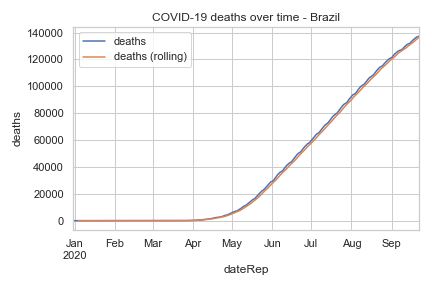 COVID-19 deaths over time - Brazil
deaths
deaths (rolling)
140000
120000
100000
80000
60000
40000
20000
0
deaths
Jan Feb Mar Apr May Jun Jul Aug Sep
2020
dateRep